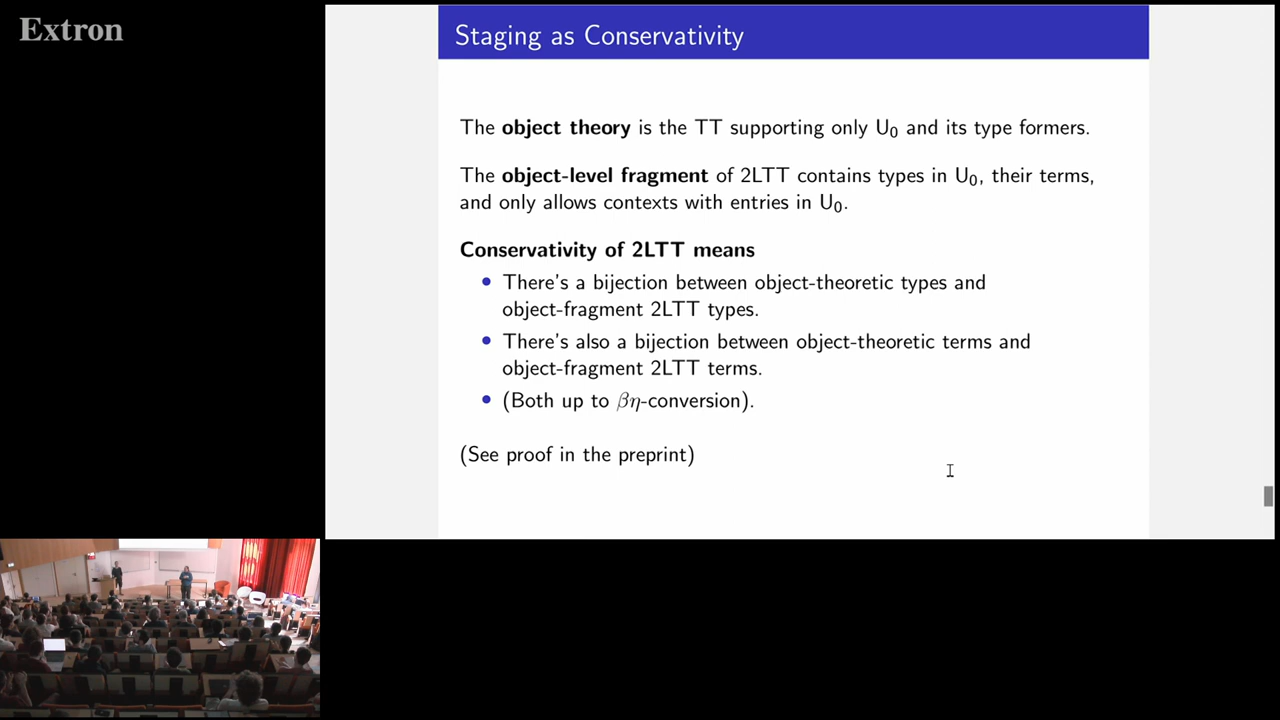 Extron
Staging as Conservativity
The object theory is the TT supporting only U₀ and its type formers.
The object-level fragment of 2LTT contains types in U₀, their terms,
and only allows contexts with entries in U₀.
Conservativity of 2LTT means
• There's a bijection between object-theoretic types and
object-fragment 2LTT types.
• There's also a bijection between object-theoretic terms and
object-fragment 2LTT terms.
• (Both up to βη-conversion).
(See proof in the preprint)